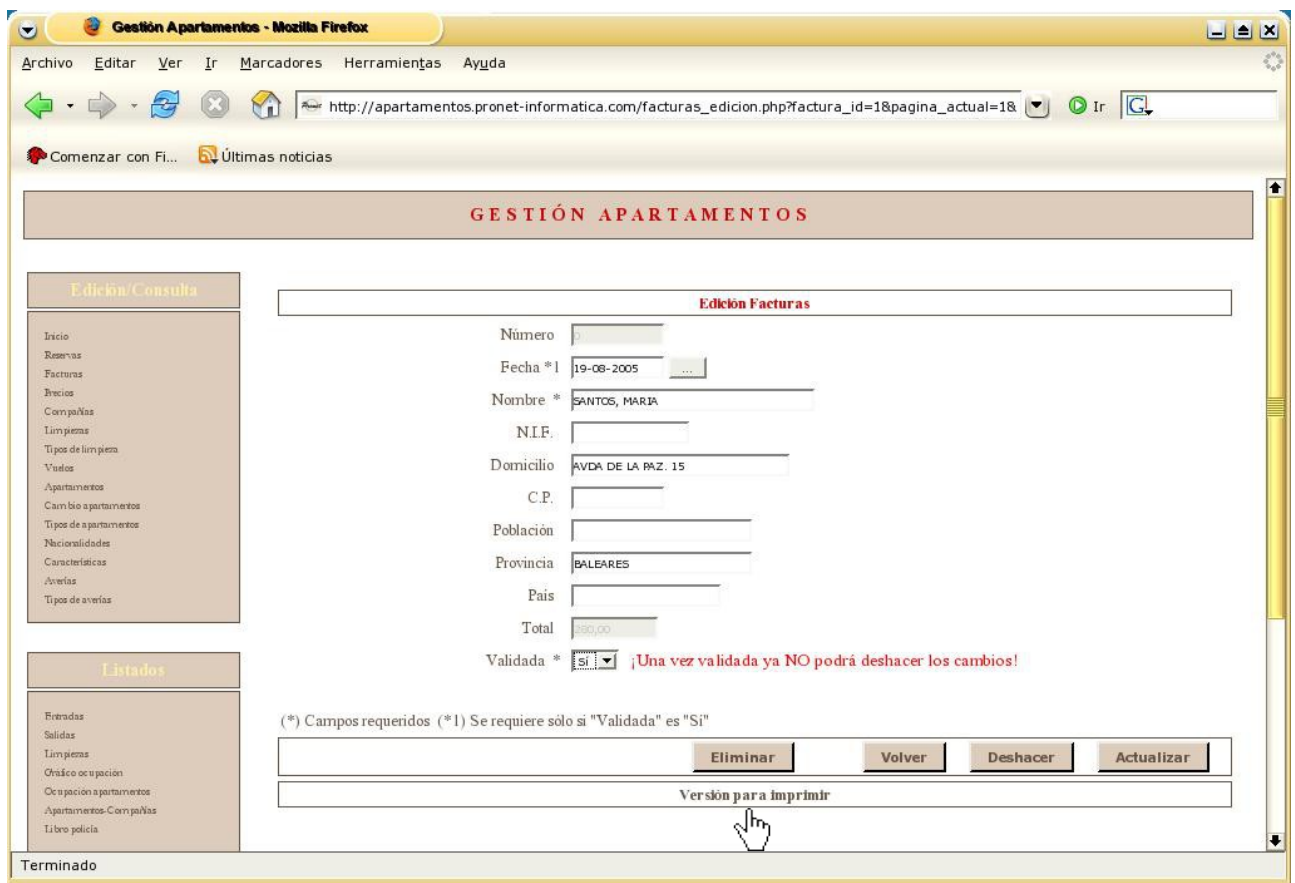 Gestión Apartamentos - Mozilla Firefox
Archivo Editar Ver Ir Marcadores Herramientas Ayuda
http://apartamentos.pronet-informatica.com/facturas_edicion.php?factura_id=1&pagina_actual=1& Ir
Comenzar con Fi... Últimas noticias
GESTIÓN APARTAMENTOS
Edición/Consulta
Inicio
Reservas
Facturas
Precios
Compañías
Limpiezas
Tipos de limpieza
Vuelos
Apartamentos
Cambio apartamentos
Tipos de apartamentos
Nacionalidades
Características
Averías
Tipos de averías
Listados
Entradas
Salidas
Limpiezas
Gráfico ocupación
Ocupación apartamentos
Apartamentos-Compañías
Libro policía
Edición Facturas
Número 0
Fecha *1 19-08-2005 ...
Nombre * SANTOS, MARIA
N.I.F.
Domicilio AVDA DE LA PAZ. 15
C.P.
Población
Provincia BALEARES
País
Total 280,00
Validada * sí ¡Una vez validada ya NO podrá deshacer los cambios!
(*) Campos requeridos (*1) Se requiere sólo si "Validada" es "Sí"
Eliminar Volver Deshacer Actualizar
Versión para imprimir
Terminado